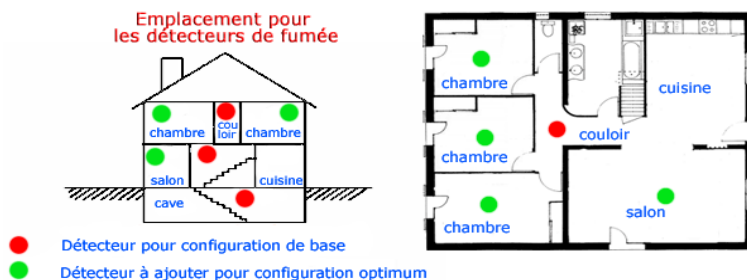 Emplacement pour
les détecteurs de fumée
chambre
cou
loir
chambre
salon
cuisine
cave
Détecteur pour configuration de base
Détecteur à ajouter pour configuration optimum
chambre
cuisine
couloir
chambre
chambre
salon